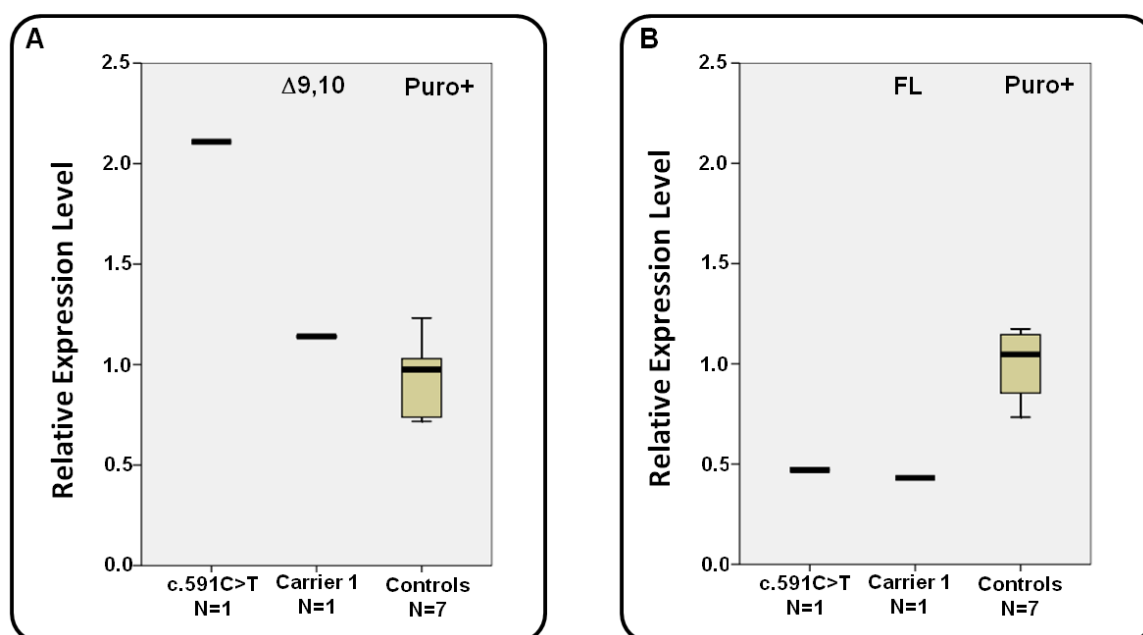 A
Δ9,10 Puro+
Relative Expression Level
2.5
2.0
1.5
1.0
0.5
0.0
c.591C>T Carrier 1 Controls
N=1 N=1 N=7
B
FL Puro+
Relative Expression Level
2.5
2.0
1.5
1.0
0.5
0.0
c.591C>T Carrier 1 Controls
N=1 N=1 N=7